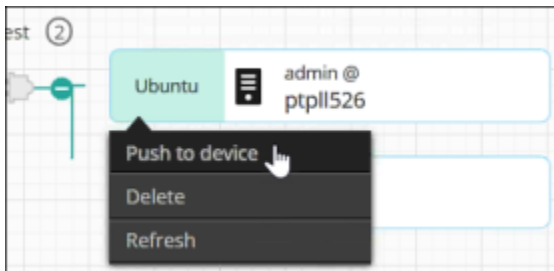 est 2
Ubuntu
admin @
ptpll526
Push to device
Delete
Refresh